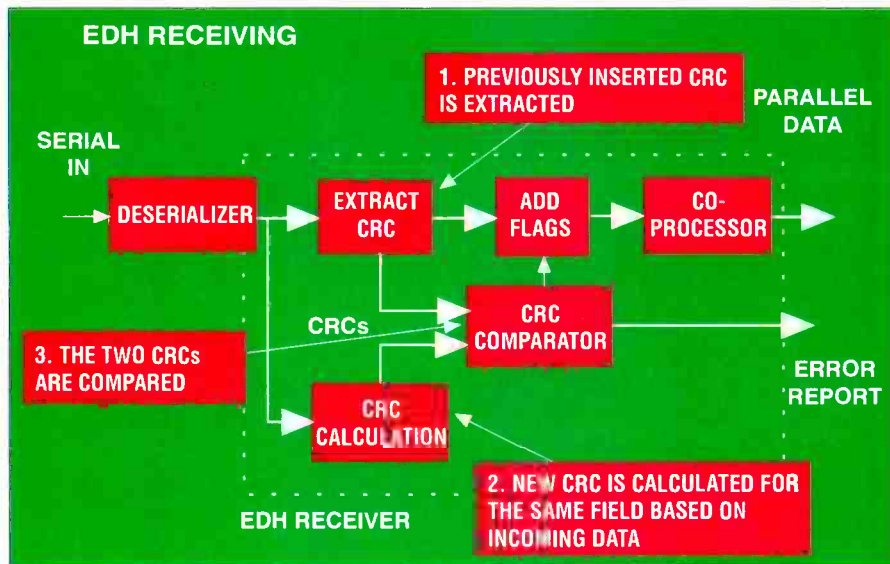 EDH RECEIVING
1. PREVIOUSLY INSERTED CRC
IS EXTRACTED
PARALLEL
DATA
SERIAL
IN
DESERIALIZER
EXTRACT
CRC
ADD
FLAGS
CO-
PROCESSOR
CRCs
CRC
COMPARATOR
3. THE TWO CRCs
ARE COMPARED
ERROR
REPORT
CRC
CALCULATION
2. NEW CRC IS CALCULATED FOR
THE SAME FIELD BASED ON
INCOMING DATA
EDH RECEIVER